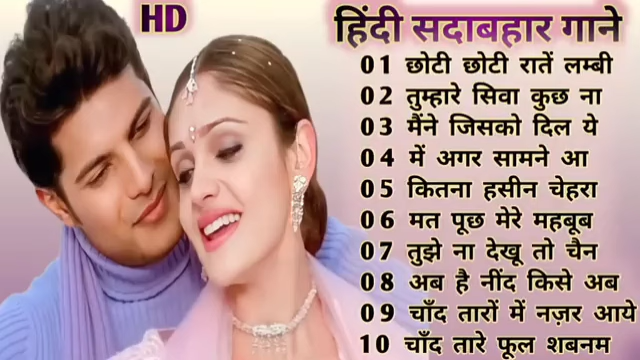 HD
हिंदी सदाबहार गाने
01 छोटी छोटी रातें लम्बी
02 तुम्हारे सिवा कुछ ना
03 मैंने जिसको दिल ये
04 में अगर सामने आ
05 कितना हसीन चेहरा
06 मत पूछ मेरे महबूब
07 तुझे ना देखू तो चैन
08 अब है नींद किसे अब
09 चाँद तारों में नज़र आये
10 चाँद तारे फूल शबनम